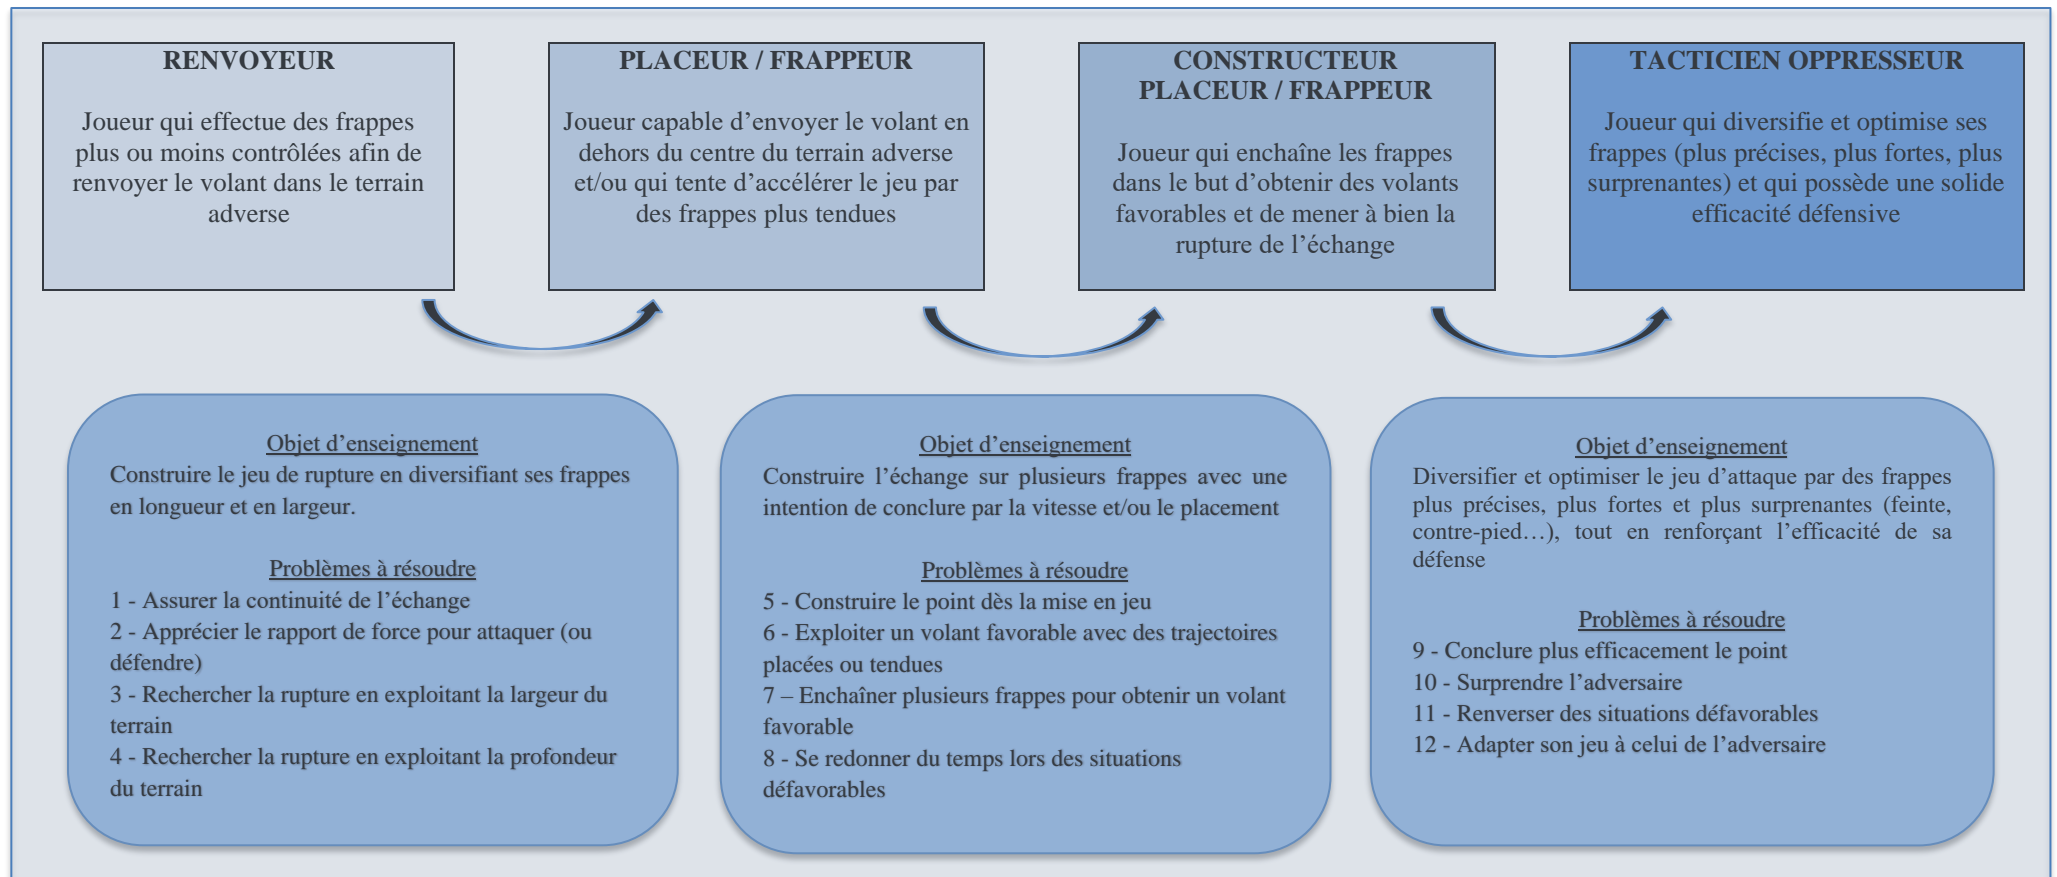 RENVOYEUR
Joueur qui effectue des frappes
plus ou moins contrôlées afin de
renvoyer le volant dans le terrain
adverse
PLACEUR / FRAPPEUR
Joueur capable d’envoyer le volant en
dehors du centre du terrain adverse
et/ou qui tente d’accélérer le jeu par
des frappes plus tendues
CONSTRUCTEUR
PLACEUR / FRAPPEUR
Joueur qui enchaîne les frappes
dans le but d’obtenir des volants
favorables et de mener à bien la
rupture de l’échange
TACTICIEN OPPRESSEUR
Joueur qui diversifie et optimise ses
frappes (plus précises, plus fortes, plus
surprenantes) et qui possède une solide
efficacité défensive
Objet d’enseignement
Construire le jeu de rupture en diversifiant ses frappes
en longueur et en largeur.
Problèmes à résoudre
1 - Assurer la continuité de l’échange
2 - Apprécier le rapport de force pour attaquer (ou
défendre)
3 - Rechercher la rupture en exploitant la largeur du
terrain
4 - Rechercher la rupture en exploitant la profondeur
du terrain
Objet d’enseignement
Construire l’échange sur plusieurs frappes avec une
intention de conclure par la vitesse et/ou le placement
Problèmes à résoudre
5 - Construire le point dès la mise en jeu
6 - Exploiter un volant favorable avec des trajectoires
placées ou tendues
7 – Enchaîner plusieurs frappes pour obtenir un volant
favorable
8 - Se redonner du temps lors des situations
défavorables
Objet d’enseignement
Diversifier et optimiser le jeu d’attaque par des frappes
plus précises, plus fortes et plus surprenantes (feinte,
contre-pied…), tout en renforçant l’efficacité de sa
défense
Problèmes à résoudre
9 - Conclure plus efficacement le point
10 - Surprendre l’adversaire
11 - Renverser des situations défavorables
12 - Adapter son jeu à celui de l’adversaire